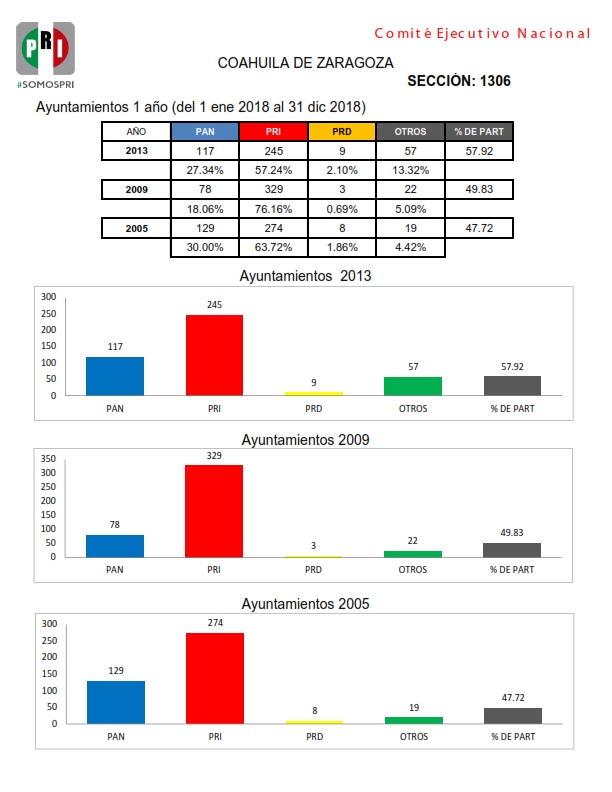 Comité Ejecutivo Nacional
PRI
#SOMOSPRI
COAHUILA DE ZARAGOZA
SECCIÓN: 1306
Ayuntamientos 1 año (del 1 ene 2018 al 31 dic 2018)
AÑO PAN PRI PRD OTROS % DE PART
2013 117 245 9 57 57.92
27.34% 57.24% 2.10% 13.32%
2009 78 329 3 22 49.83
18.06% 76.16% 0.69% 5.09%
2005 129 274 8 19 47.72
30.00% 63.72% 1.86% 4.42%
Ayuntamientos 2013
300
250
200
150
100
50
0
117
245
9
57
57.92
PAN PRI PRD OTROS % DE PART
Ayuntamientos 2009
350
300
250
200
150
100
50
0
78
329
3
22
49.83
PAN PRI PRD OTROS % DE PART
Ayuntamientos 2005
300
250
200
150
100
50
0
129
274
8
19
47.72
PAN PRI PRD OTROS % DE PART